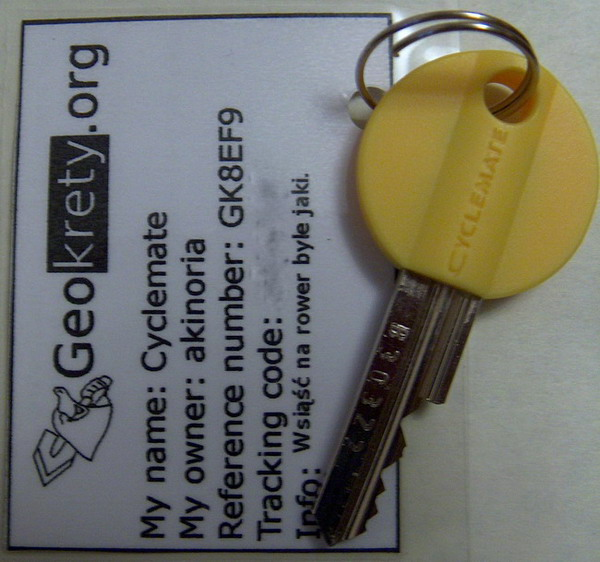 Geokrety.org
My name: Cyclemate
My owner: akinoria
Reference number: GK8EF9
Tracking code:
Info: Wsiąść na rower byle jaki.
CYCLEMATE